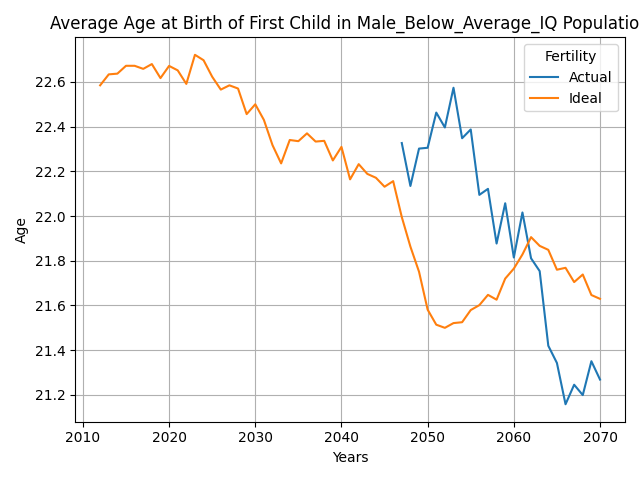 Average Age at Birth of First Child in Male_Below_Average_IQ Populatio
Fertility
Actual
Ideal
22.6
22.4
22.2
22.0
21.8
21.6
21.4
21.2
Age
2010 2020 2030 2040 2050 2060 2070
Years